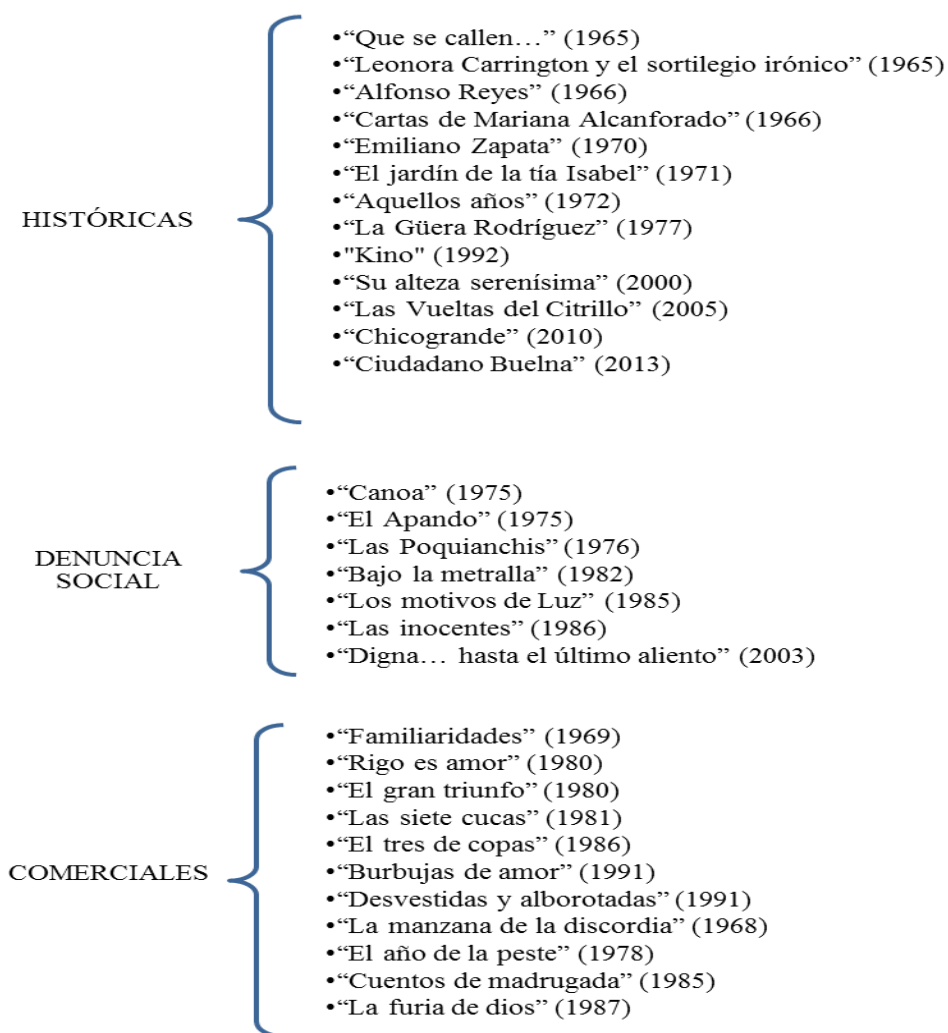 HISTÓRICAS
•“Que se callen…” (1965)
•“Leonora Carrington y el sortilegio irónico” (1965)
•“Alfonso Reyes” (1966)
•“Cartas de Mariana Alcanforado” (1966)
•“Emiliano Zapata” (1970)
•“El jardín de la tía Isabel” (1971)
•“Aquellos años” (1972)
•“La Güera Rodríguez” (1977)
•"Kino" (1992)
•“Su alteza serenísima” (2000)
•“Las Vueltas del Citrillo” (2005)
•“Chicogrande” (2010)
•“Ciudadano Buelna” (2013)
DENUNCIA
SOCIAL
•“Canoa” (1975)
•“El Apando” (1975)
•“Las Poquianchis” (1976)
•“Bajo la metralla” (1982)
•“Los motivos de Luz” (1985)
•“Las inocentes” (1986)
•“Digna… hasta el último aliento” (2003)
COMERCIALES
•“Familiaridades” (1969)
•“Rigo es amor” (1980)
•“El gran triunfo” (1980)
•“Las siete cucas” (1981)
•“El tres de copas” (1986)
•“Burbujas de amor” (1991)
•“Desvestidas y alborotadas” (1991)
•“La manzana de la discordia” (1968)
•“El año de la peste” (1978)
•“Cuentos de madrugada” (1985)
•“La furia de dios” (1987)